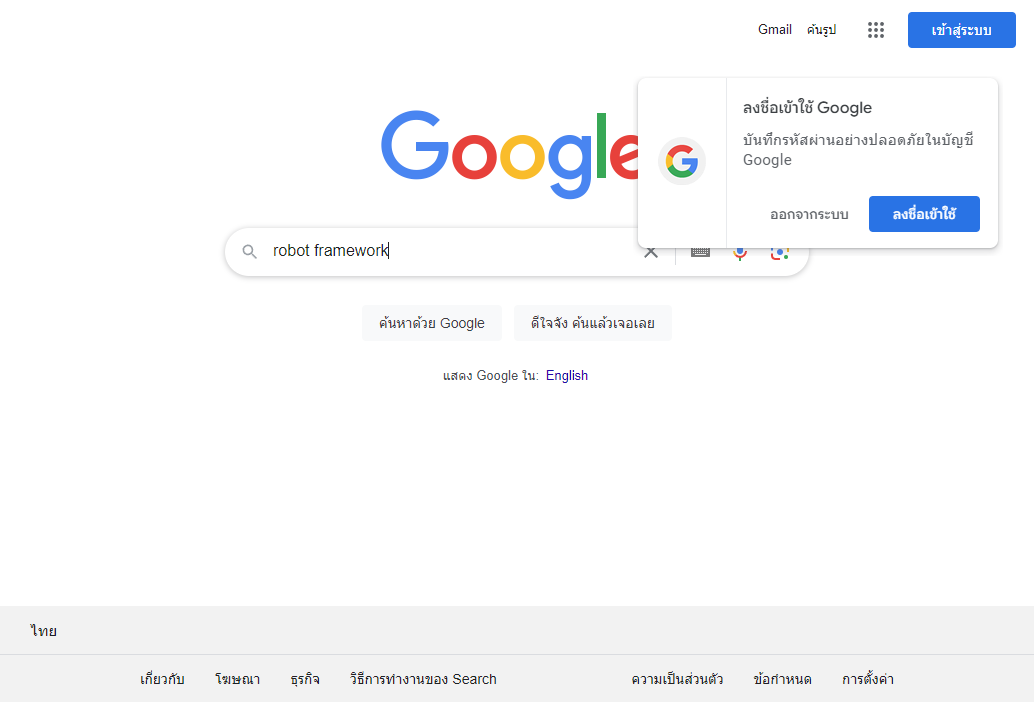 Gmail ค้นรูป เข้าสู่ระบบ
ลงชื่อเข้าใช้ Google
บันทึกรหัสผ่านอย่างปลอดภัยในบัญชี
Google
ออกจากระบบ ลงชื่อเข้าใช้
Google
robot framework
ค้นหาด้วย Google ดีใจจัง ค้นแล้วเจอเลย
แสดง Google ใน: English
ไทย
เกี่ยวกับ โฆษณา ธุรกิจ วิธีการทำงานของ Search ความเป็นส่วนตัว ข้อกำหนด การตั้งค่า